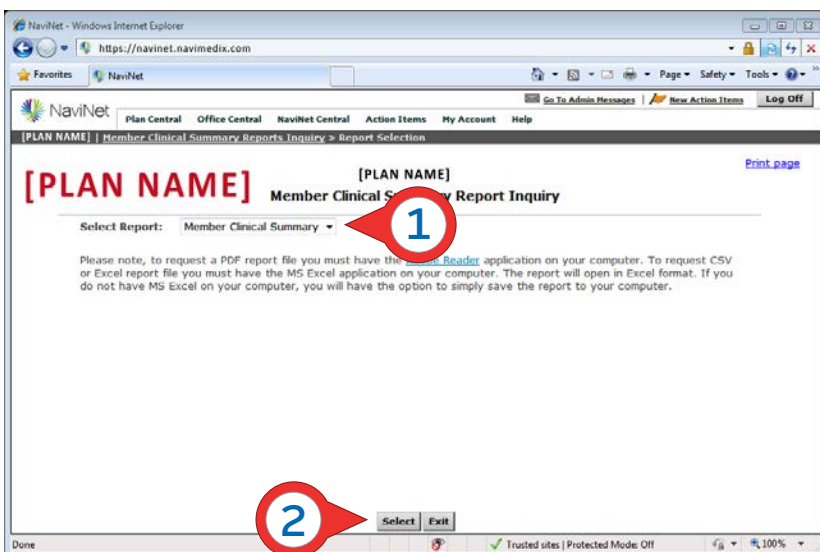 NaviNet - Windows Internet Explorer
https://navinet.navimedix.com
Favorites NaviNet Page Safety Tools
Go To Admin Messages | New Action Items Log Off
NaviNet Plan Central Office Central NaviNet Central Action Items My Account Help
[PLAN NAME] | Member Clinical Summary Reports Inquiry > Report Selection
Print page
[PLAN NAME]
[PLAN NAME]
Member Clinical Report Inquiry
Select Report: Member Clinical Summary
1
Please note, to request a PDF report file you must have the Reader application on your computer. To request CSV
or Excel report file you must have the MS Excel application on your computer. The report will open in Excel format. If you
do not have MS Excel on your computer, you will have the option to simply save the report to your computer.
2
Select Exit
Done Trusted sites | Protected Mode: Off 100%